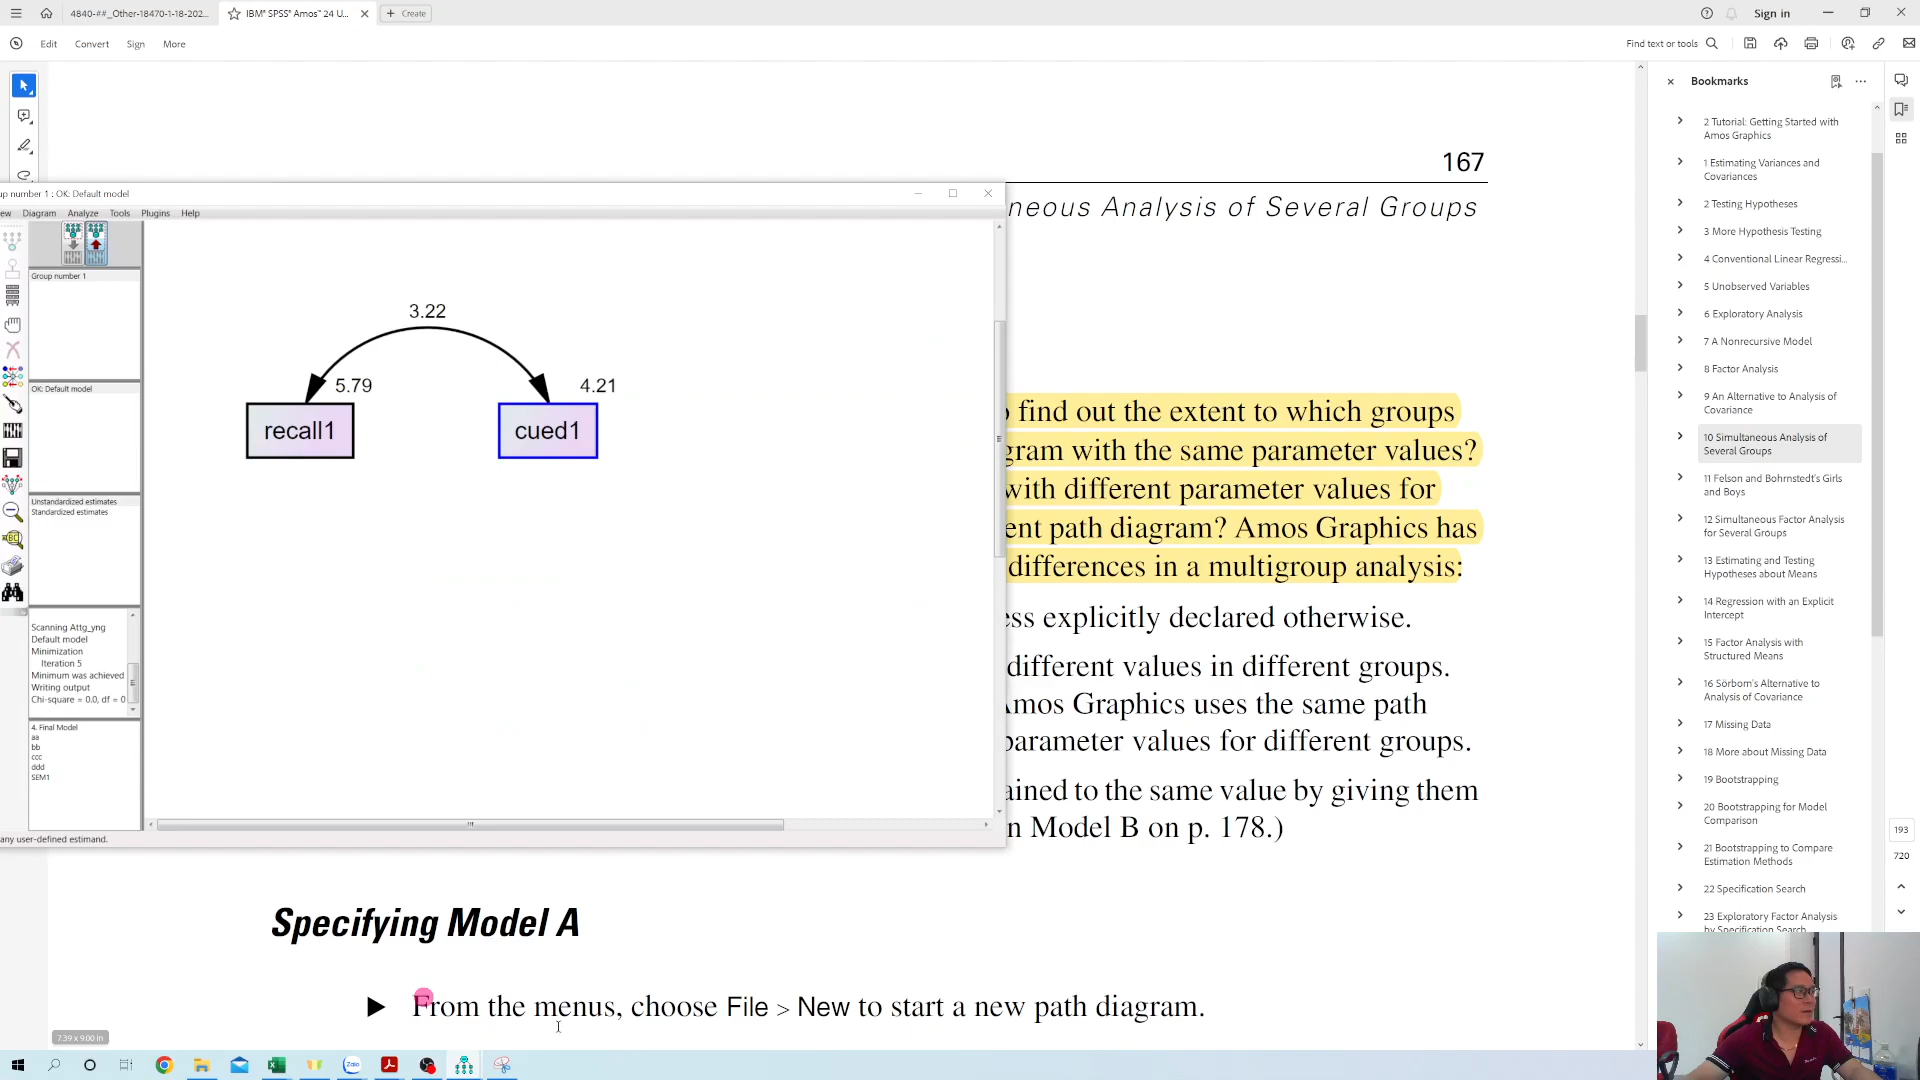 4840-##_Other-18470-1-18-202...
IBM® SPSS® Amos™ 24 U...
Create
Sign in
Edit
Convert
Sign
More
Find text or tools
167
neous Analysis of Several Groups
find out the extent to which groups
gram with the same parameter values?
with different parameter values for
ent path diagram? Amos Graphics has
differences in a multigroup analysis:
ess explicitly declared otherwise.
different values in different groups.
Amos Graphics uses the same path
parameter values for different groups.
ained to the same value by giving them
n Model B on p. 178.)
Specifying Model A
From the menus, choose File > New to start a new path diagram.
7.39 x 9.00 in
up number 1 : OK: Default model
ew
Diagram
Analyze
Tools
Plugins
Help
Group number 1
OK: Default model
Unstandardized estimates
Standardized estimates
Scanning Attg_yng
Default model
Minimization
Iteration 5
Minimum was achieved
Writing output
Chi-square = 0.0, df = 0
4. Final Model
aa
bb
ccc
ddd
SEM1
any user-defined estimand.
3.22
5.79
4.21
recall1
cued1
Bookmarks
2 Tutorial: Getting Started with
Amos Graphics
1 Estimating Variances and
Covariances
2 Testing Hypotheses
3 More Hypothesis Testing
4 Conventional Linear Regressi...
5 Unobserved Variables
6 Exploratory Analysis
7 A Nonrecursive Model
8 Factor Analysis
9 An Alternative to Analysis of
Covariance
10 Simultaneous Analysis of
Several Groups
11 Felson and Bohrnstedt's Girls
and Boys
12 Simultaneous Factor Analysis
for Several Groups
13 Estimating and Testing
Hypotheses about Means
14 Regression with an Explicit
Intercept
15 Factor Analysis with
Structured Means
16 Sörbom's Alternative to
Analysis of Covariance
17 Missing Data
18 More about Missing Data
19 Bootstrapping
20 Bootstrapping for Model
Comparison
21 Bootstrapping to Compare
Estimation Methods
22 Specification Search
23 Exploratory Factor Analysis
by Specification Search
193
720
Zalo